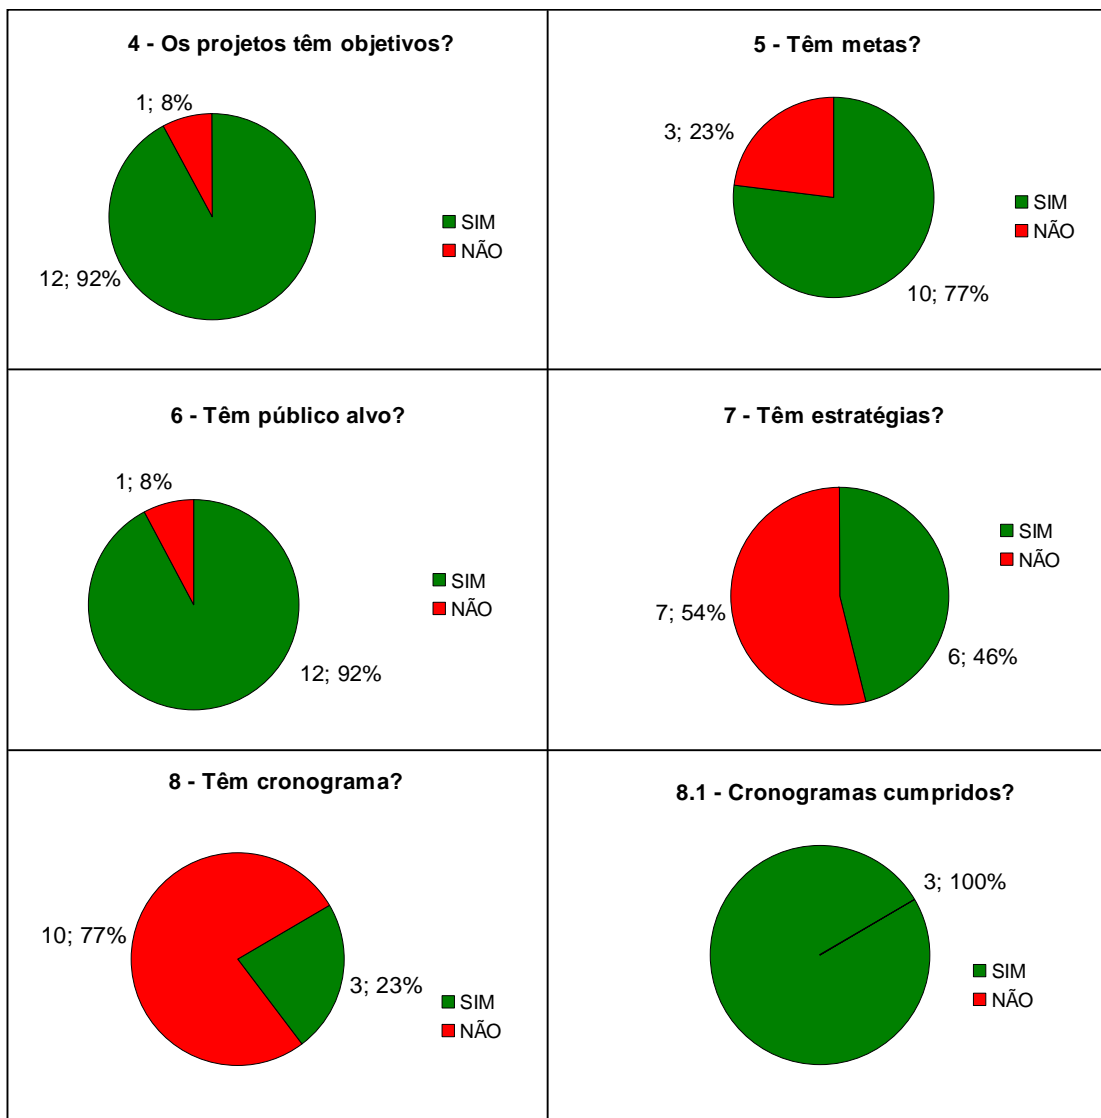 4 - Os projetos têm objetivos?
1; 8%
12; 92%
SIM
NÃO
5 - Têm metas?
3; 23%
10; 77%
SIM
NÃO
6 - Têm público alvo?
1; 8%
12; 92%
SIM
NÃO
7 - Têm estratégias?
7; 54%
6; 46%
SIM
NÃO
8 - Têm cronograma?
10; 77%
3; 23%
SIM
NÃO
8.1 - Cronogramas cumpridos?
3; 100%
SIM
NÃO